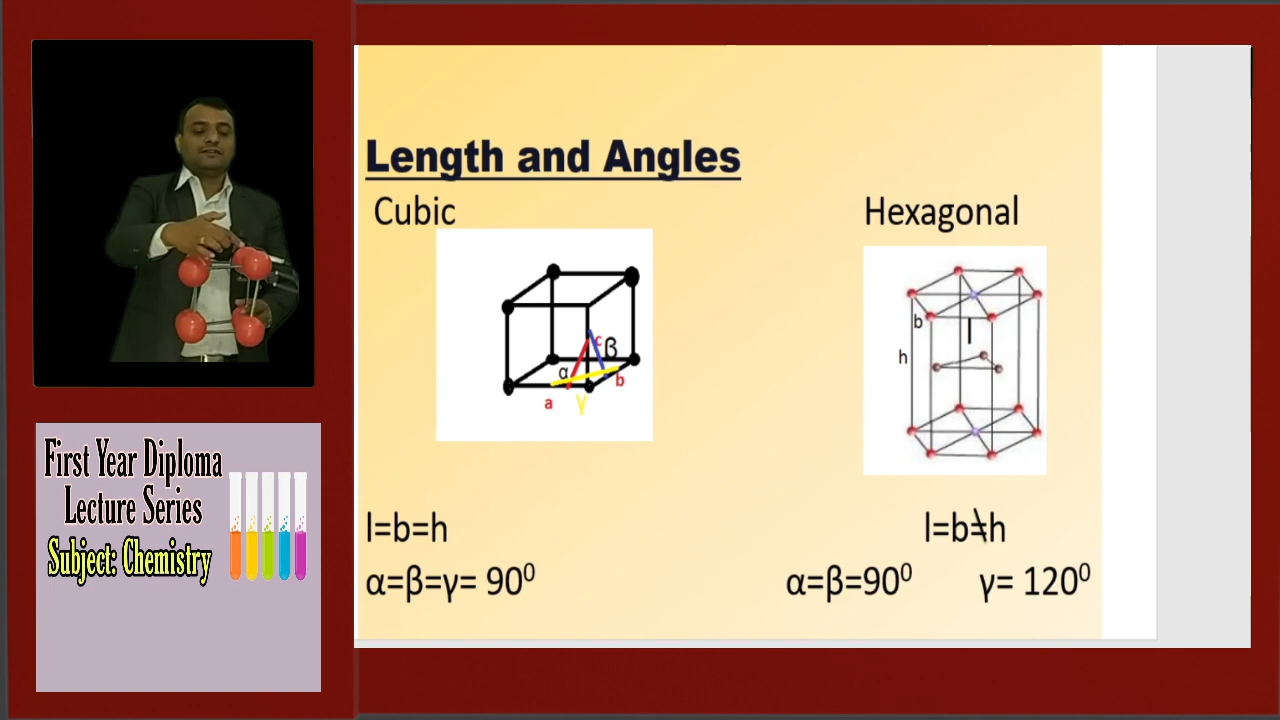 Length and Angles
Cubic
Hexagonal
c
β
α
b
a
γ
b
l
h
l=b=h
l=b≠h
α=β=γ= 90⁰
α=β=90⁰ γ= 120⁰
First Year Diploma
Lecture Series
Subject: Chemistry